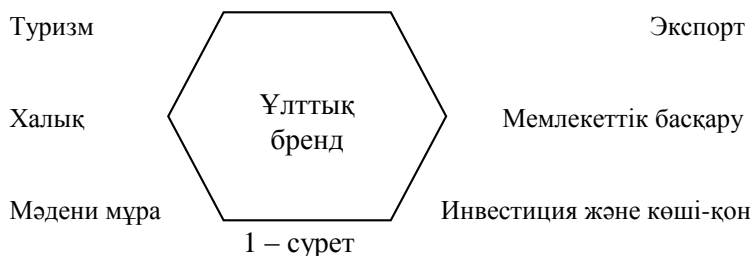 Туризм
Экспорт
Халық
Ұлттық
бренд
Мемлекеттік басқару
Мәдени мұра
Инвестиция және көші-қон
1 – сурет